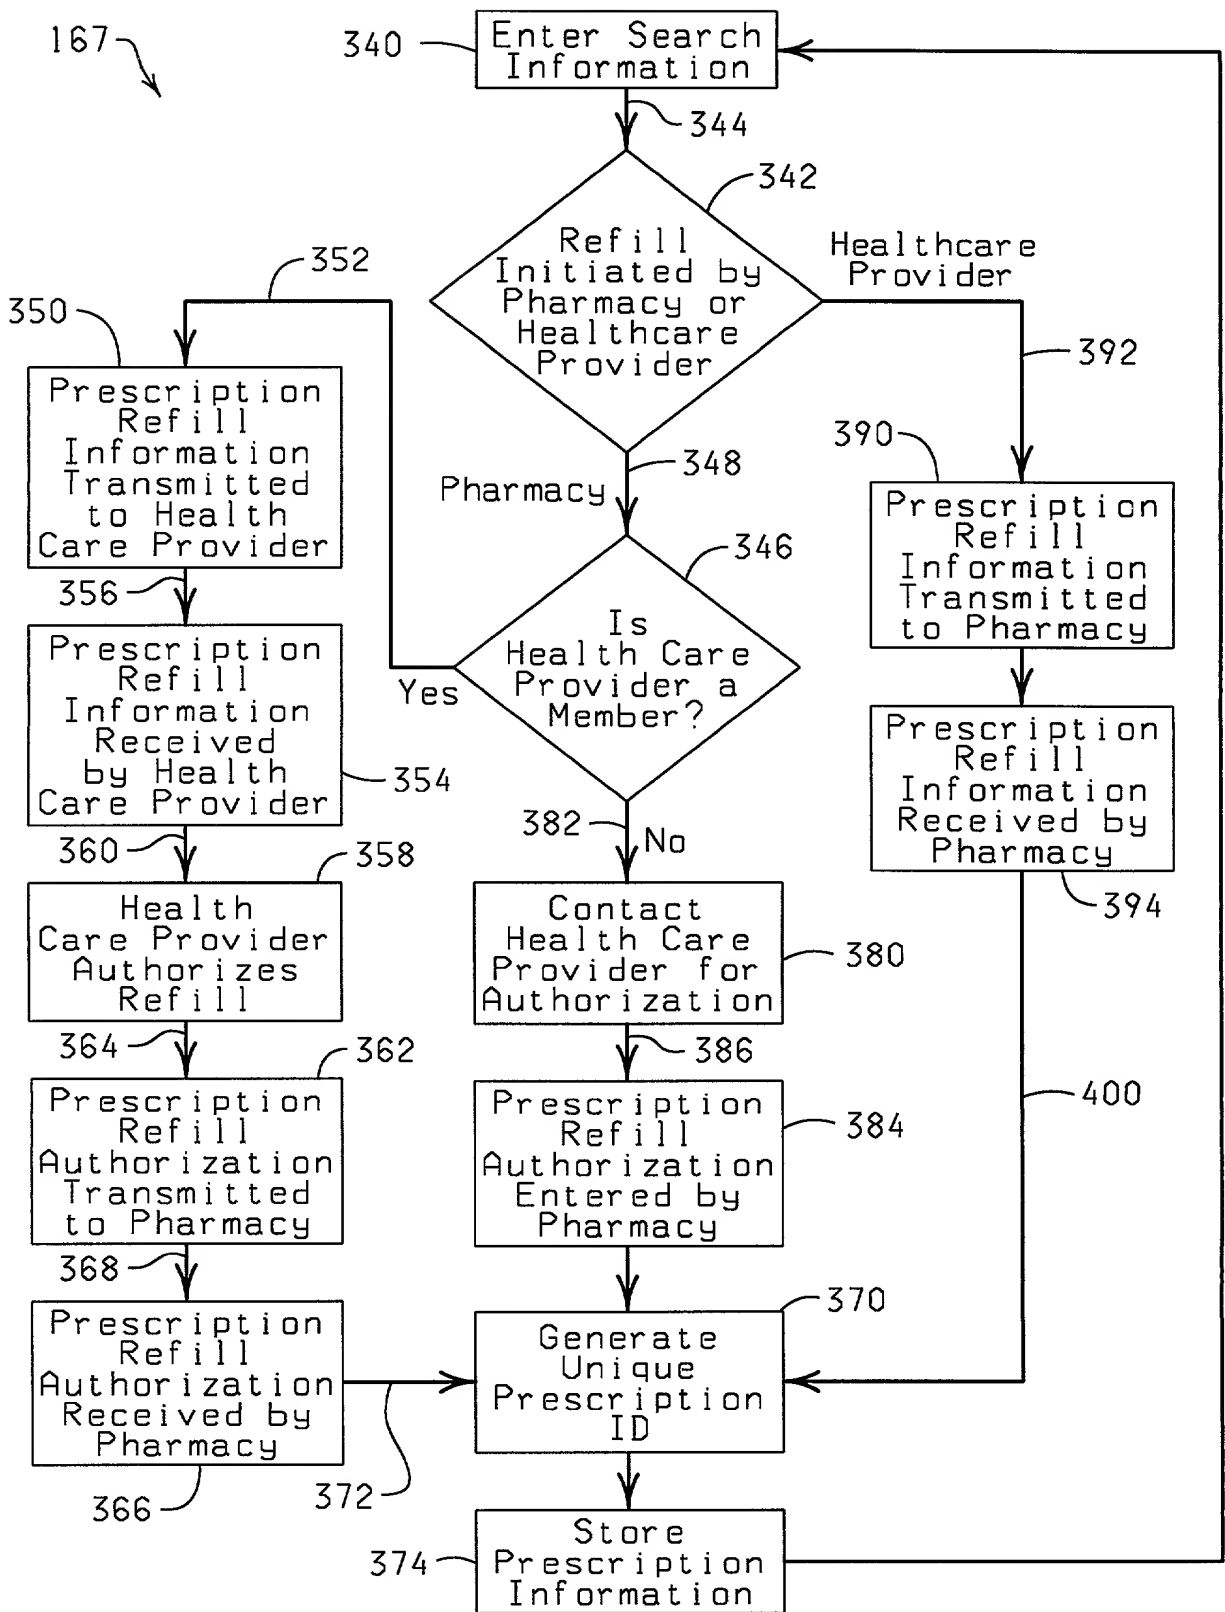 167
340
Enter Search
Information
344
342
Refill
Initiated by
Pharmacy or
Healthcare
Provider
Healthcare
Provider
352
350
392
Prescription
Refill
Information
Transmitted
to Health
Care Provider
348
Pharmacy
390
Prescription
Refill
Information
Transmitted
to Pharmacy
346
356
Is
Health Care
Provider a
Member?
Yes
Prescription
Refill
Information
Received
by Health
Care Provider
354
Prescription
Refill
Information
Received by
Pharmacy
394
382
No
360
358
Health
Care Provider
Authorizes
Refill
Contact
Health Care
Provider for
Authorization
380
364
362
386
Prescription
Refill
Authorization
Transmitted
to Pharmacy
Prescription
Refill
Authorization
Entered by
Pharmacy
384
400
368
370
Prescription
Refill
Authorization
Received by
Pharmacy
Generate
Unique
Prescription
ID
366
372
374
Store
Prescription
Information